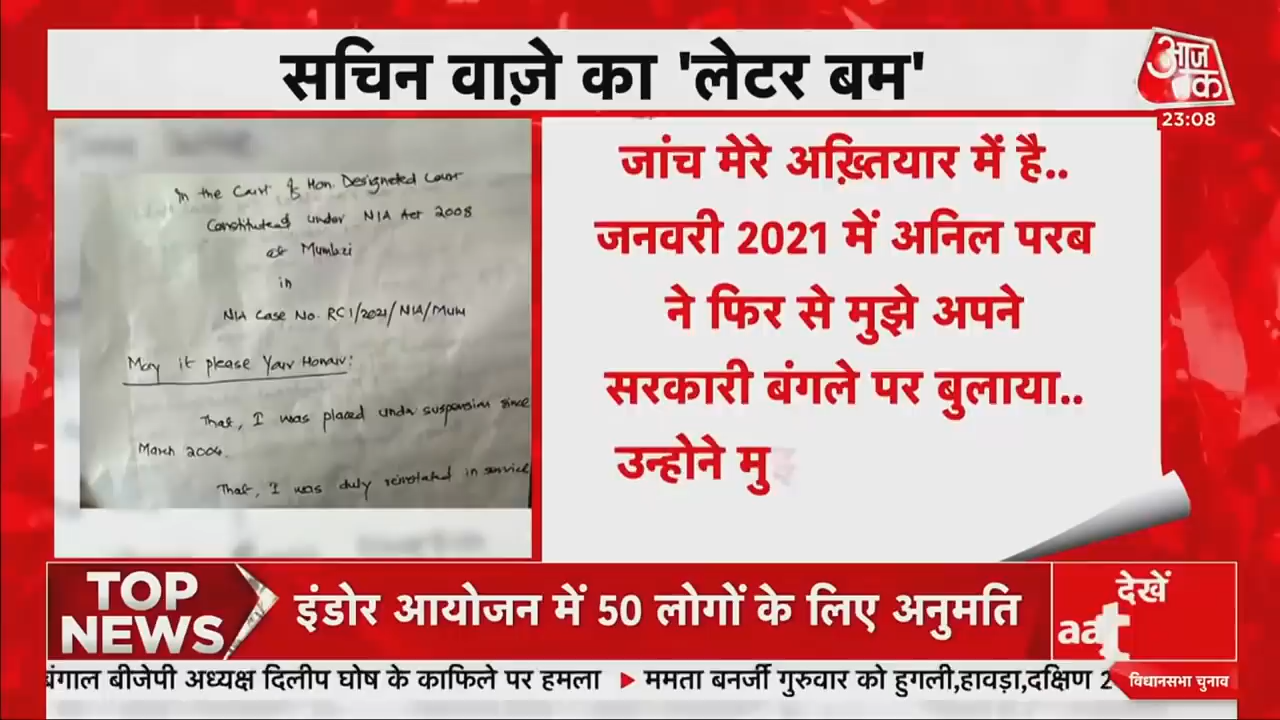 सचिन वाज़े का 'लेटर बम'
आज तक
23:08
In the Court of Hon. Designeted Court
Constituted under NIA Act 2008
at Mumbai
in
NIA Case No. RC1/2021/NIA/Mum
May it please Your Honour:
That, I was placed under suspension since
March 2004.
That, I was duly reinstated in service
जांच मेरे अख़्तियार में है..
जनवरी 2021 में अनिल परब
ने फिर से मुझे अपने
सरकारी बंगले पर बुलाया..
उन्होने मु
TOP
NEWS
इंडोर आयोजन में 50 लोगों के लिए अनुमति
देखें
बंगाल बीजेपी अध्यक्ष दिलीप घोष के काफिले पर हमला
ममता बनर्जी गुरुवार को हुगली,हावड़ा,दक्षिण 2
विधानसभा चुनाव